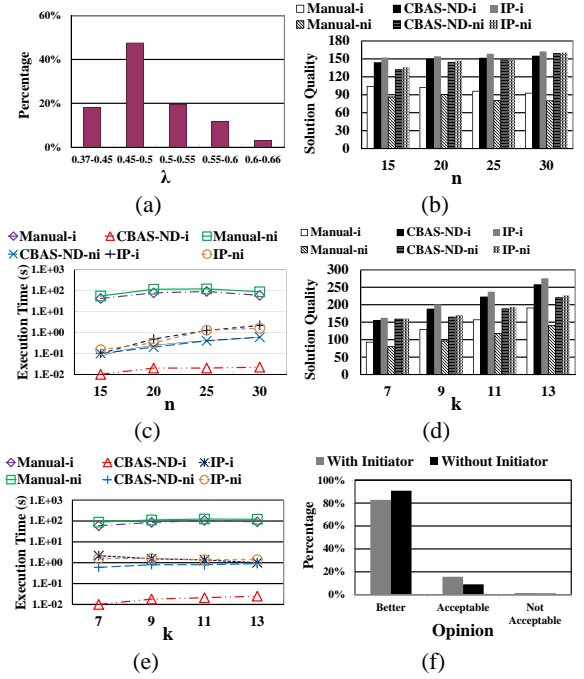 60%
40%
20%
0%
Percentage
0.37-0.45 0.45-0.5 0.5-0.55 0.55-0.6 0.6-0.66
λ
(a)
Manual-i CBAS-ND-i IP-i
Manual-ni CBAS-ND-ni IP-ni
180
150
120
90
60
30
0
Solution Quality
15 20 25 30
n
(b)
Manual-i CBAS-ND-i Manual-ni
CBAS-ND-ni IP-i IP-ni
1.E+03
1.E+02
1.E+01
1.E+00
1.E-01
1.E-02
Execution Time (s)
15 20 25 30
n
(c)
Manual-i CBAS-ND-i IP-i
Manual-ni CBAS-ND-ni IP-ni
300
250
200
150
100
50
0
Solution Quality
7 9 11 13
k
(d)
Manual-i CBAS-ND-i IP-i
Manual-ni CBAS-ND-ni IP-ni
1.E+03
1.E+02
1.E+01
1.E+00
1.E-01
1.E-02
Execution Time (s)
7 9 11 13
k
(e)
With Initiator Without Initiator
100%
80%
60%
40%
20%
0%
Percentage
Better Acceptable Not
Acceptable
Opinion
(f)